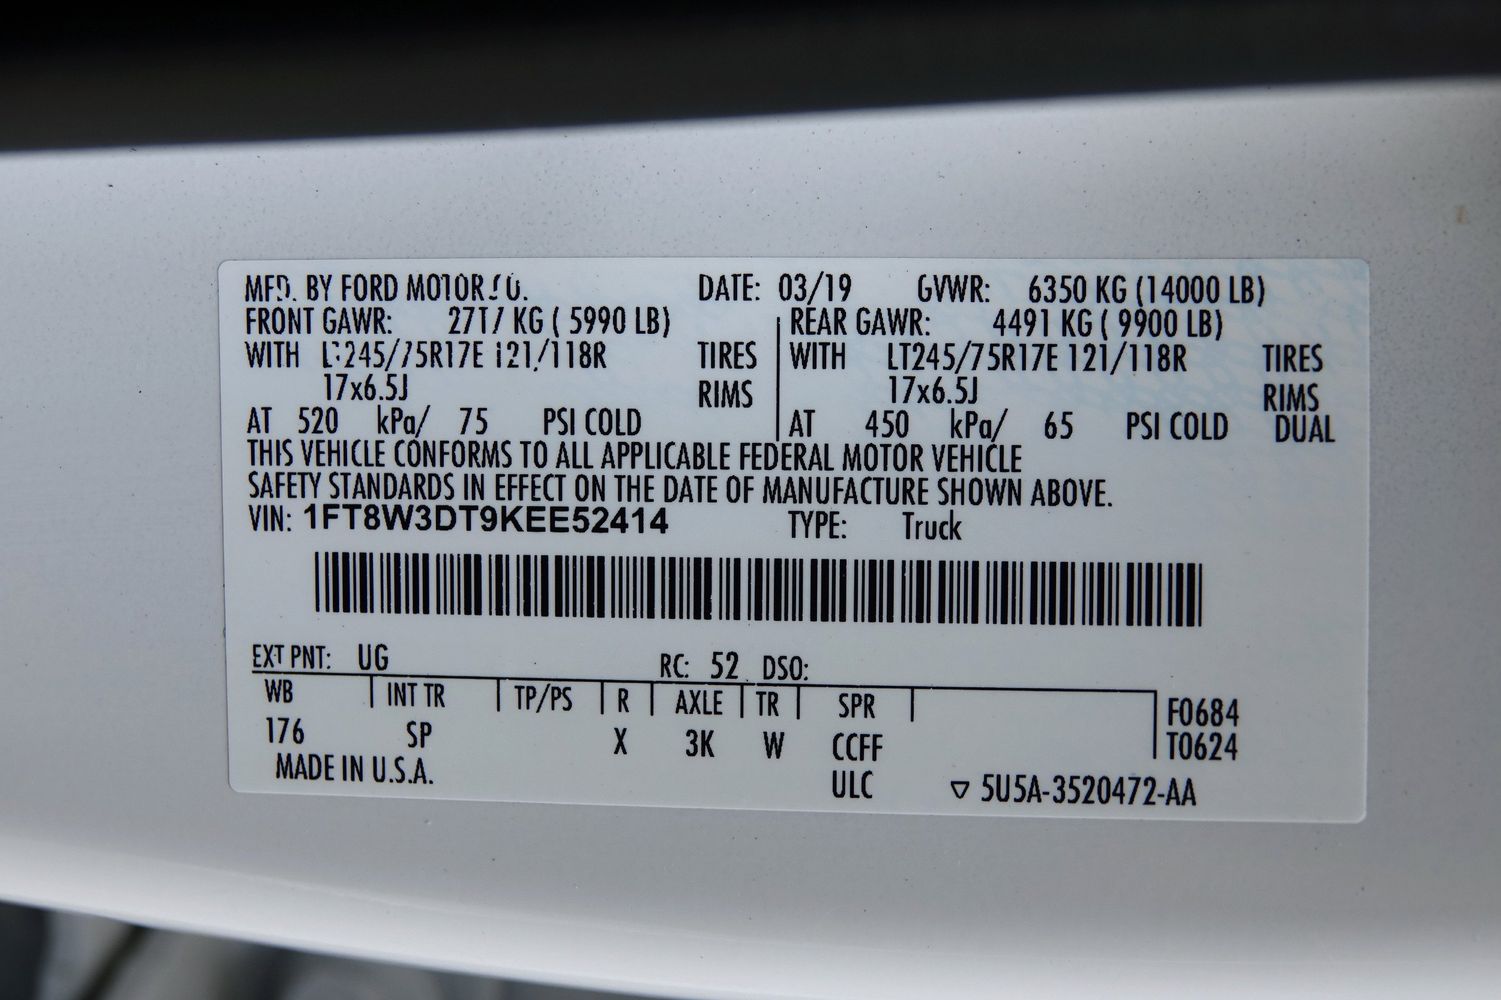 MFD. BY FORD MOTOR CO. DATE: 03/19 GVWR: 6350 KG (14000 LB)
FRONT GAWR: 2717 KG ( 5990 LB) REAR GAWR: 4491 KG ( 9900 LB)
WITH LT245/75R17E 121/118R TIRES WITH LT245/75R17E 121/118R TIRES
17x6.5J RIMS 17x6.5J RIMS
AT 520 kPa/ 75 PSI COLD AT 450 kPa/ 65 PSI COLD DUAL
THIS VEHICLE CONFORMS TO ALL APPLICABLE FEDERAL MOTOR VEHICLE
SAFETY STANDARDS IN EFFECT ON THE DATE OF MANUFACTURE SHOWN ABOVE.
VIN: 1FT8W3DT9KEE52414 TYPE: Truck
EXT PNT: UG RC: 52 DSO:
WB INT TR TP/PS R AXLE TR SPR F0684
176 SP X 3K W CCFF T0624
MADE IN U.S.A. ULC ▽ 5U5A-3520472-AA